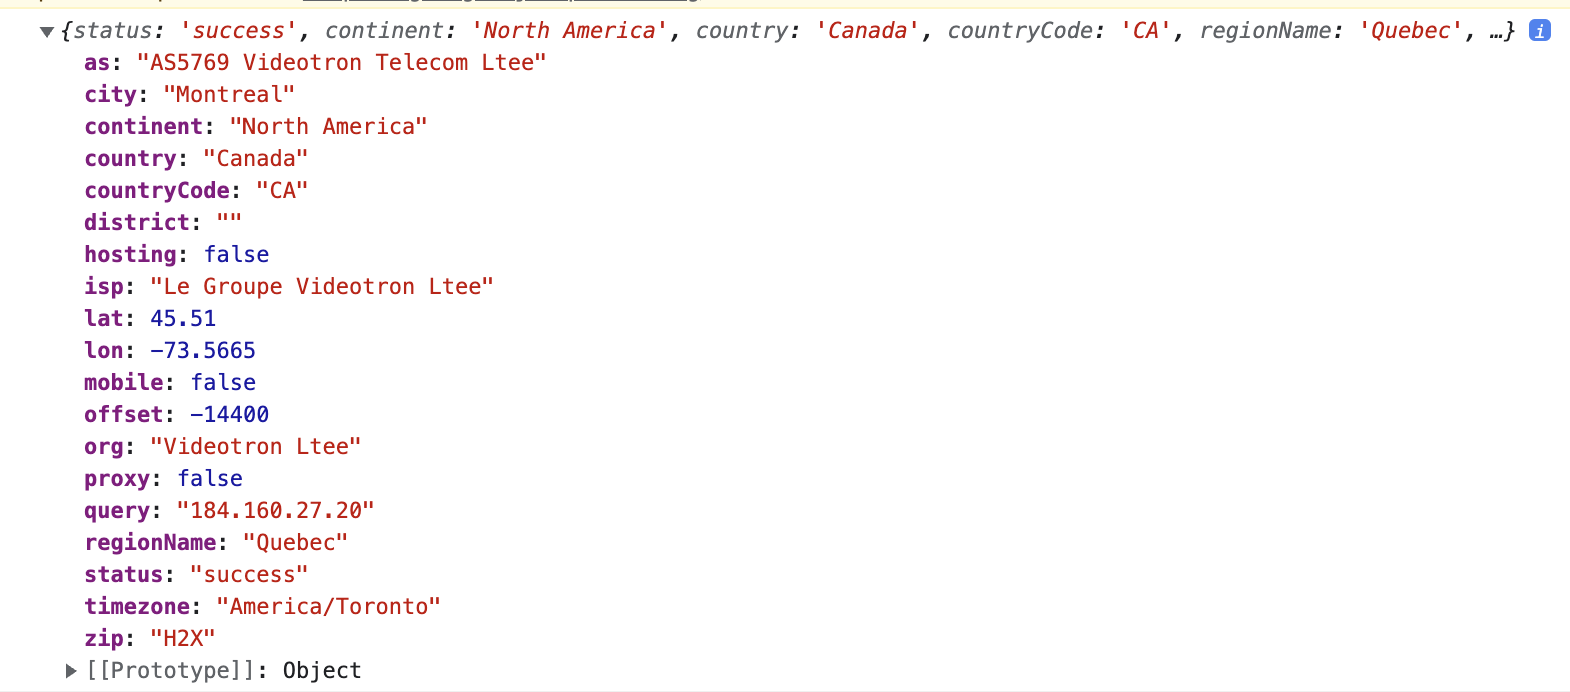 {status: 'success', continent: 'North America', country: 'Canada', countryCode: 'CA', regionName: 'Quebec', …} i
as: "AS5769 Videotron Telecom Ltee"
city: "Montreal"
continent: "North America"
country: "Canada"
countryCode: "CA"
district: ""
hosting: false
isp: "Le Groupe Videotron Ltee"
lat: 45.51
lon: -73.5665
mobile: false
offset: -14400
org: "Videotron Ltee"
proxy: false
query: "184.160.27.20"
regionName: "Quebec"
status: "success"
timezone: "America/Toronto"
zip: "H2X"
[[Prototype]]: Object